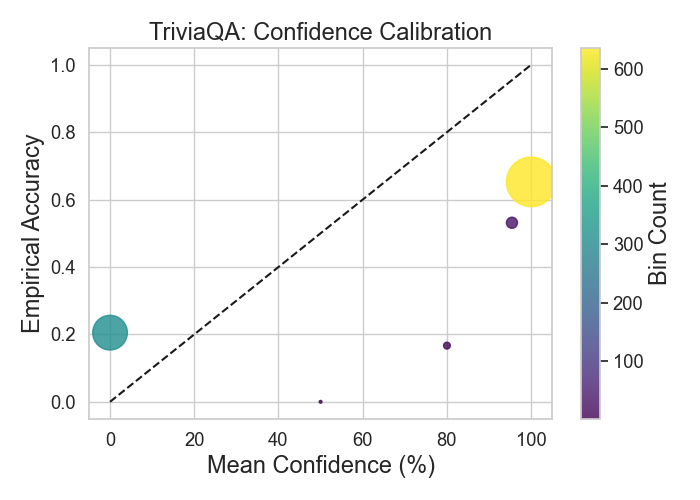 TriviaQA: Confidence Calibration
Empirical Accuracy
1.0
0.8
0.6
0.4
0.2
0.0
0 20 40 60 80 100
Mean Confidence (%)
600
500
400
300
200
100
Bin Count